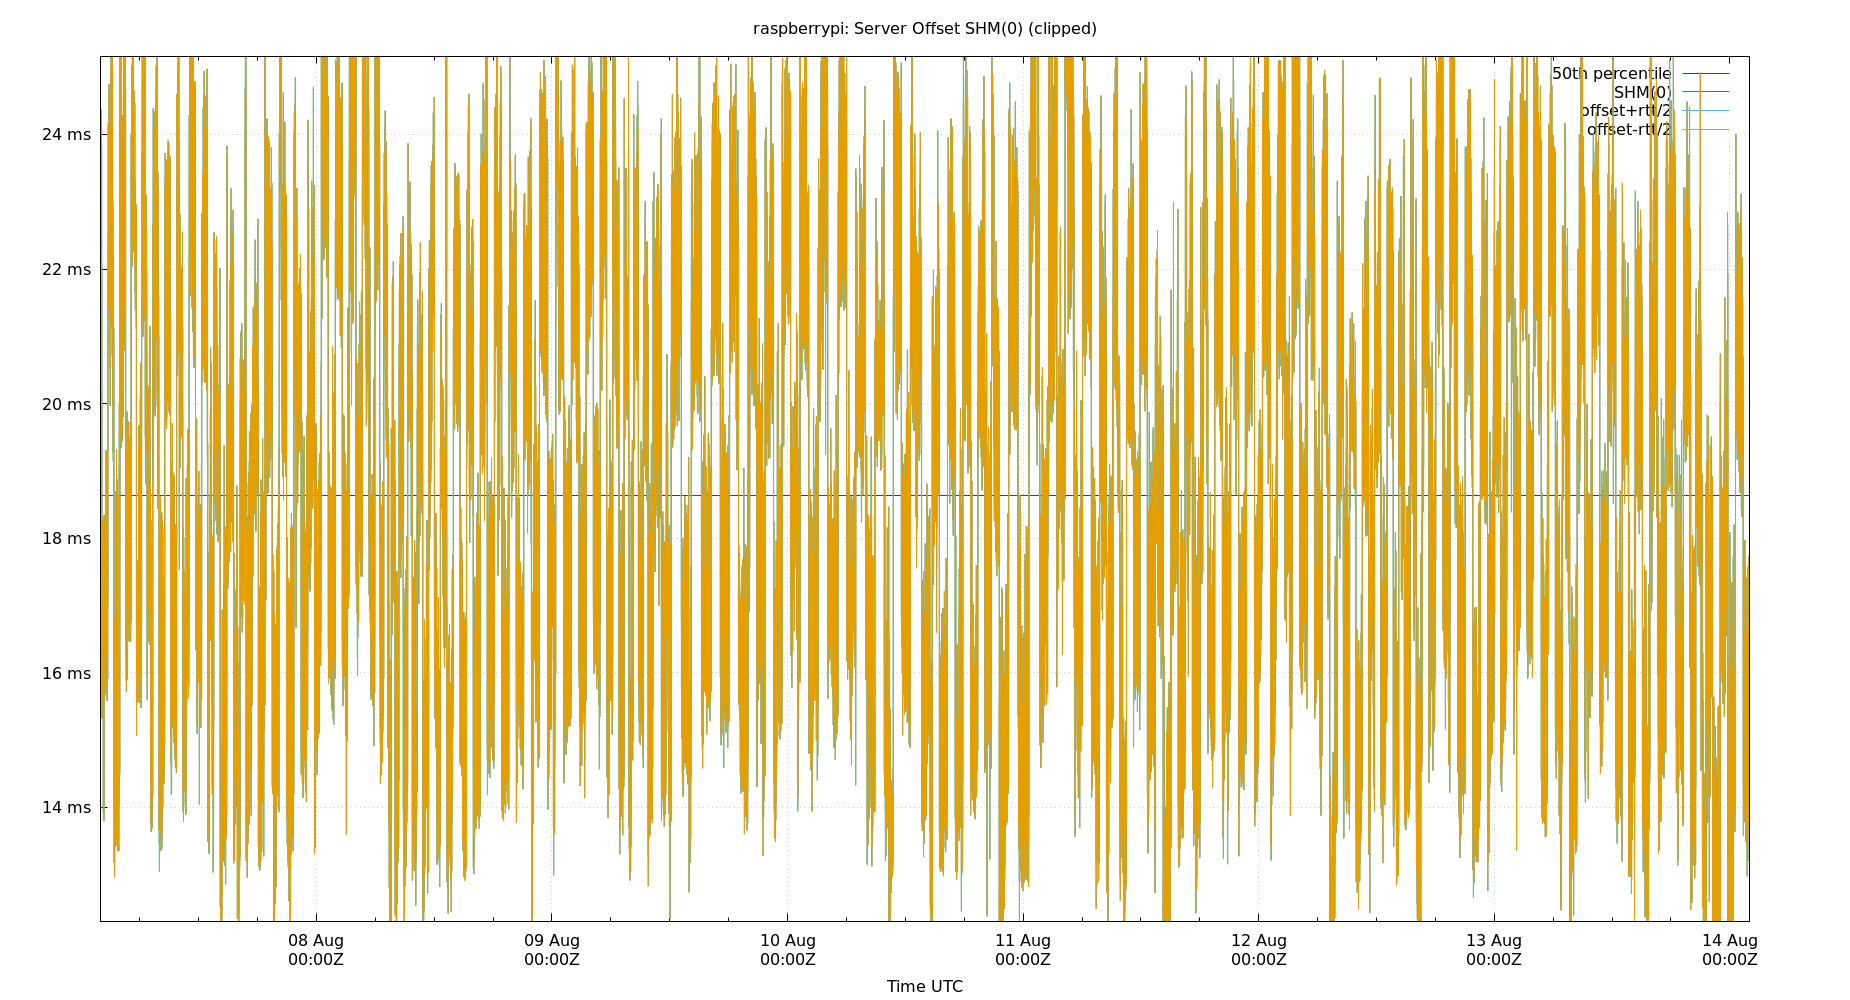 raspberrypi: Server Offset SHM(0) (clipped)
50th percentile
SHM(0)
offset+rtt/2
offset-rtt/2
24 ms
22 ms
20 ms
18 ms
16 ms
14 ms
08 Aug 09 Aug 10 Aug 11 Aug 12 Aug 13 Aug 14 Aug
00:00Z 00:00Z 00:00Z 00:00Z 00:00Z 00:00Z 00:00Z
Time UTC